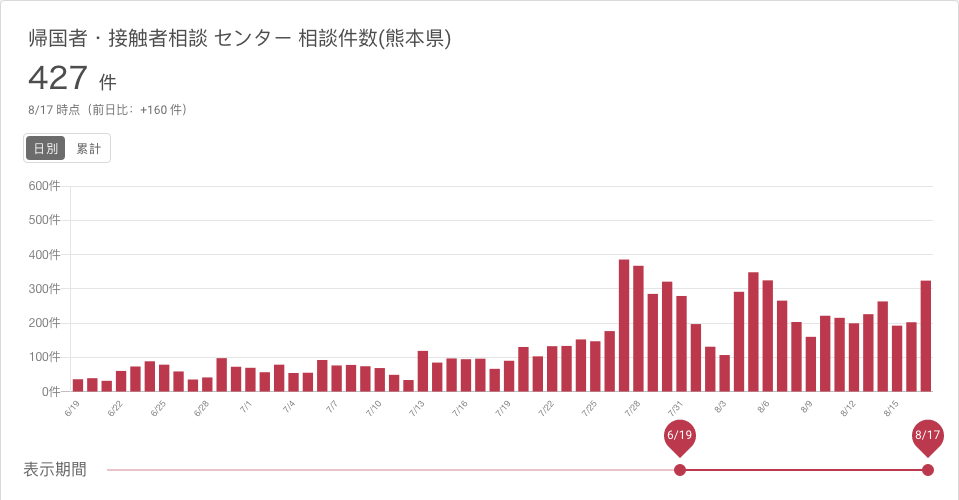 帰国者・接触者相談 センター 相談件数(熊本県)
427 件
8/17 時点（前日比：+160 件）
日別 累計
600件
500件
400件
300件
200件
100件
0件
6/19 6/22 6/25 6/28 7/1 7/4 7/7 7/10 7/13 7/16 7/19 7/22 7/25 7/28 7/31 8/3 8/6 8/9 8/12 8/15
6/19 8/17
表示期間